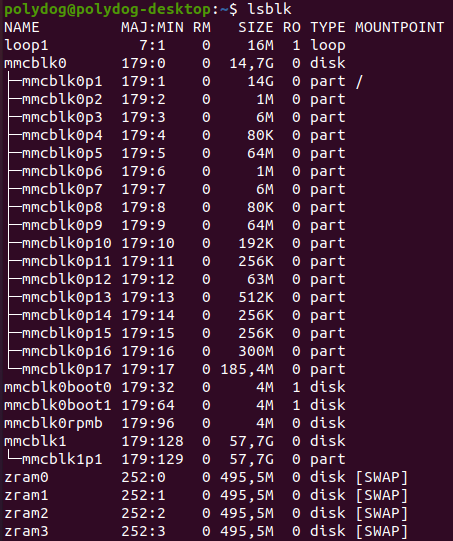 polydog@polydog-desktop:~$ lsblk
NAME         MAJ:MIN RM   SIZE RO TYPE MOUNTPOINT
loop1          7:1    0    16M  1 loop
mmcblk0      179:0    0  14,7G  0 disk
├─mmcblk0p1  179:1    0    14G  0 part /
├─mmcblk0p2  179:2    0     1M  0 part
├─mmcblk0p3  179:3    0     6M  0 part
├─mmcblk0p4  179:4    0    80K  0 part
├─mmcblk0p5  179:5    0    64M  0 part
├─mmcblk0p6  179:6    0     1M  0 part
├─mmcblk0p7  179:7    0     6M  0 part
├─mmcblk0p8  179:8    0    80K  0 part
├─mmcblk0p9  179:9    0    64M  0 part
├─mmcblk0p10 179:10   0   192K  0 part
├─mmcblk0p11 179:11   0   256K  0 part
├─mmcblk0p12 179:12   0    63M  0 part
├─mmcblk0p13 179:13   0   512K  0 part
├─mmcblk0p14 179:14   0   256K  0 part
├─mmcblk0p15 179:15   0   256K  0 part
├─mmcblk0p16 179:16   0   300M  0 part
└─mmcblk0p17 179:17   0 185,4M  0 part
mmcblk0boot0 179:32   0     4M  1 disk
mmcblk0boot1 179:64   0     4M  1 disk
mmcblk0rpmb  179:96   0     4M  0 disk
mmcblk1      179:128  0  57,7G  0 disk
└─mmcblk1p1  179:129  0  57,7G  0 part
zram0        252:0    0 495,5M  0 disk [SWAP]
zram1        252:1    0 495,5M  0 disk [SWAP]
zram2        252:2    0 495,5M  0 disk [SWAP]
zram3        252:3    0 495,5M  0 disk [SWAP]